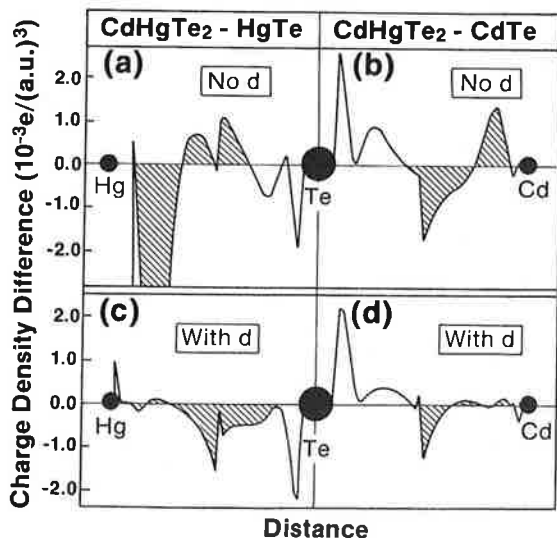 CdHgTe₂ - HgTe
CdHgTe₂ - CdTe
Charge Density Difference (10⁻³e/(a.u.)³)
(a)
No d
2.0
1.0
0.0
-1.0
-2.0
Hg
Te
(b)
No d
Cd
(c)
With d
2.0
1.0
0.0
-1.0
-2.0
Hg
Te
(d)
With d
Cd
Distance